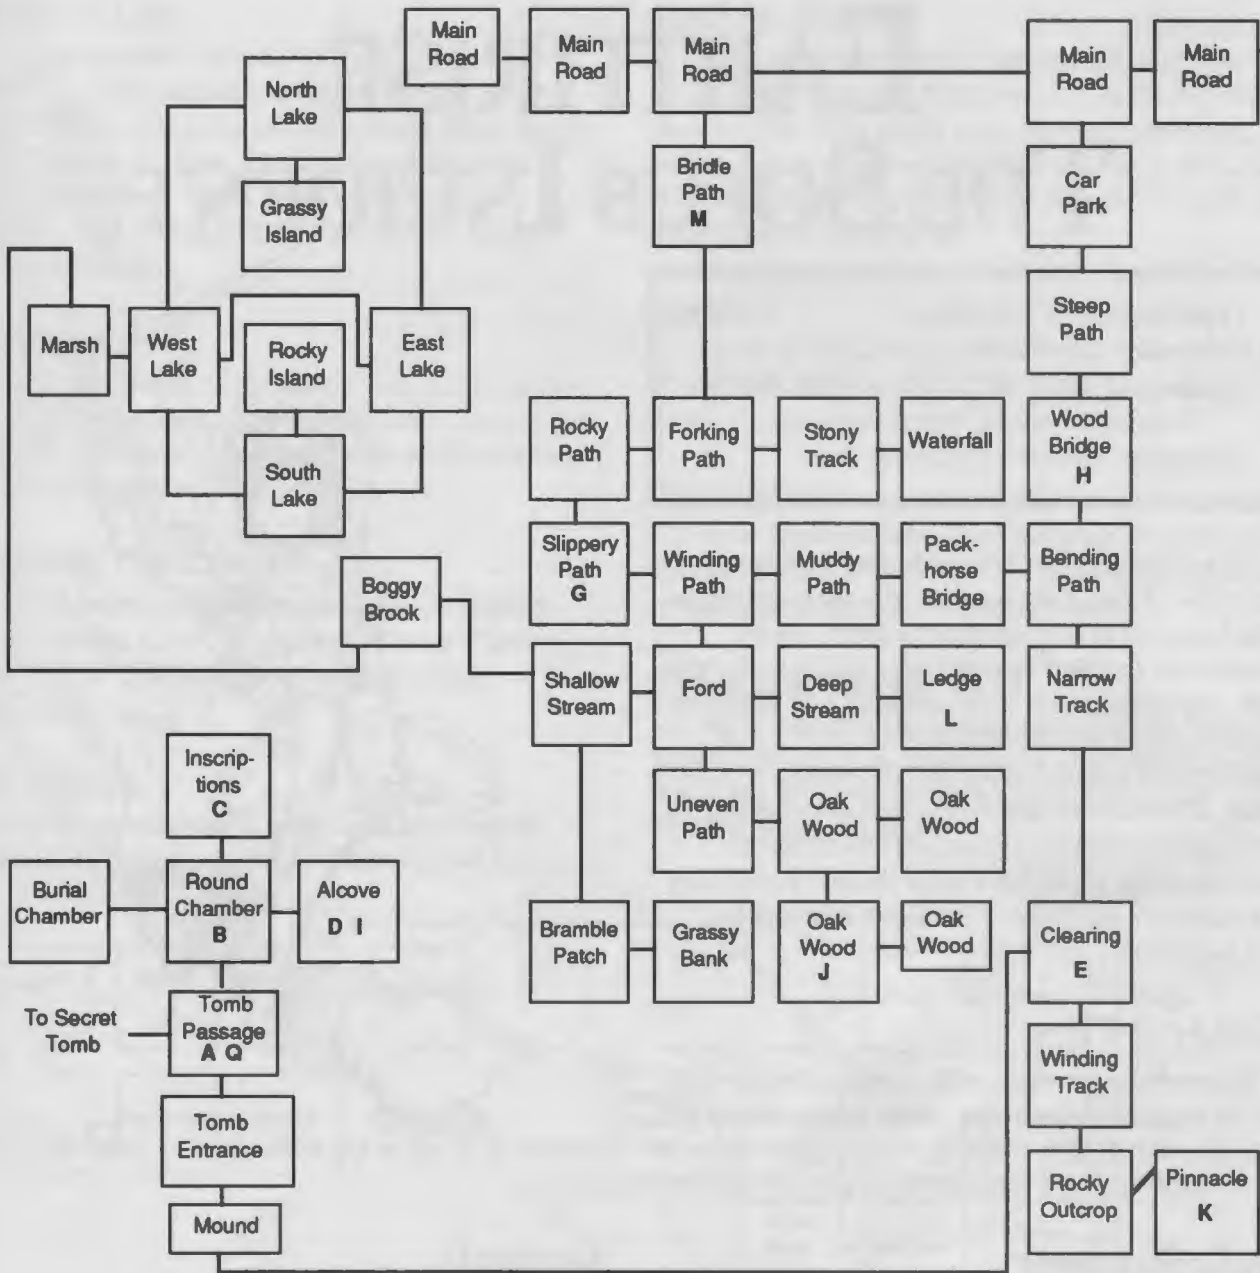 Main
Road
Main
Road
Main
Road
Main
Road
Main
Road
North
Lake
Bridle
Path
M
Car
Park
Grassy
Island
Steep
Path
Marsh
West
Lake
Rocky
Island
East
Lake
Rocky
Path
Forking
Path
Stony
Track
Waterfall
Wood
Bridge
H
South
Lake
Slippery
Path
G
Winding
Path
Muddy
Path
Pack-
horse
Bridge
Bending
Path
Boggy
Brook
Shallow
Stream
Ford
Deep
Stream
Ledge
L
Narrow
Track
Inscrip-
tions
C
Uneven
Path
Oak
Wood
Oak
Wood
Burial
Chamber
Round
Chamber
B
Alcove
D I
Bramble
Patch
Grassy
Bank
Oak
Wood
J
Oak
Wood
Clearing
E
To Secret
Tomb
Tomb
Passage
A Q
Winding
Track
Tomb
Entrance
Rocky
Outcrop
Pinnacle
K
Mound